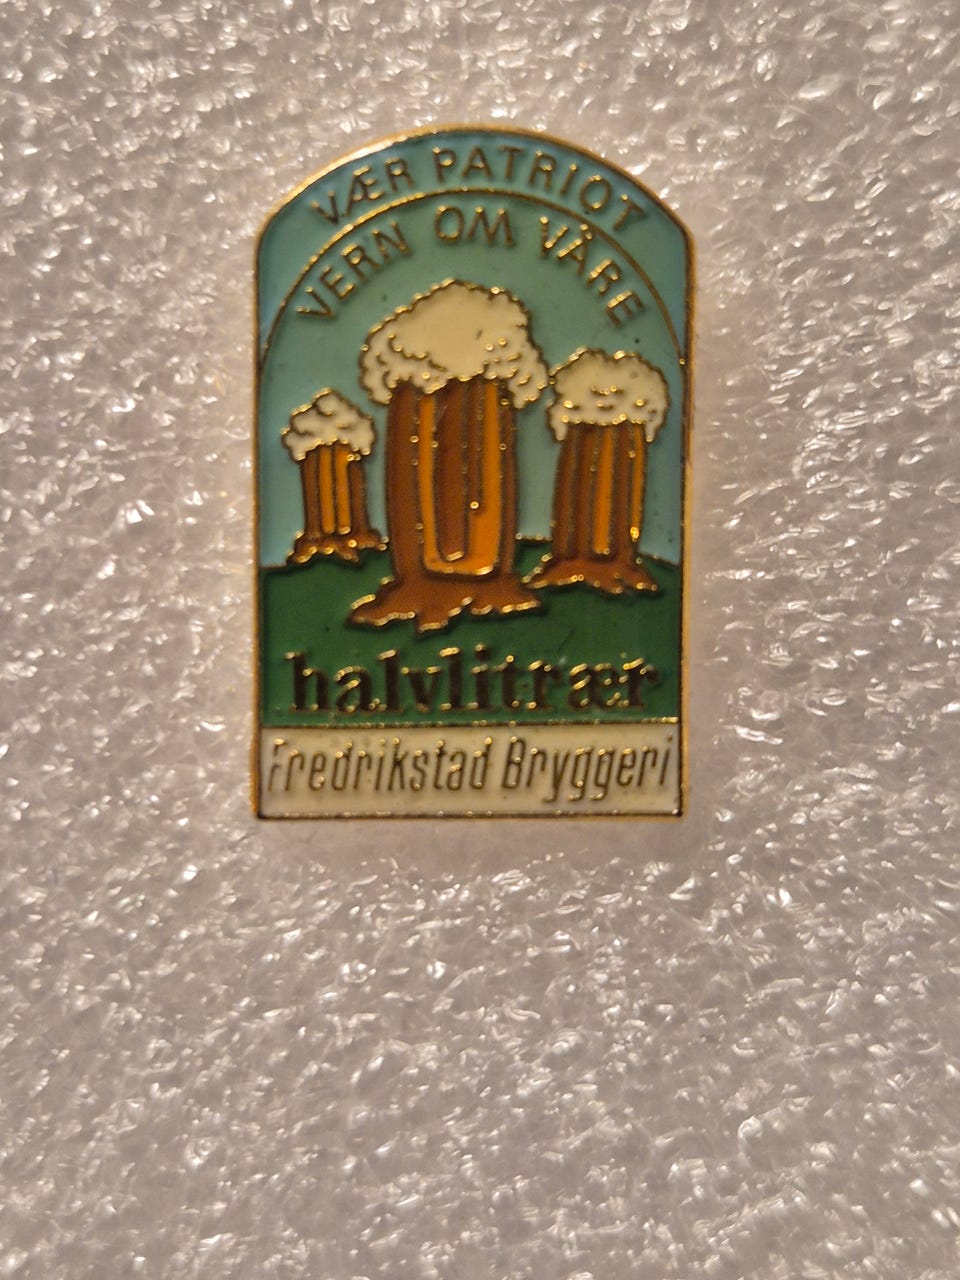 VÆR PATRIOT
VERN OM VÅRE
halvlitrær
Fredrikstad Bryggeri